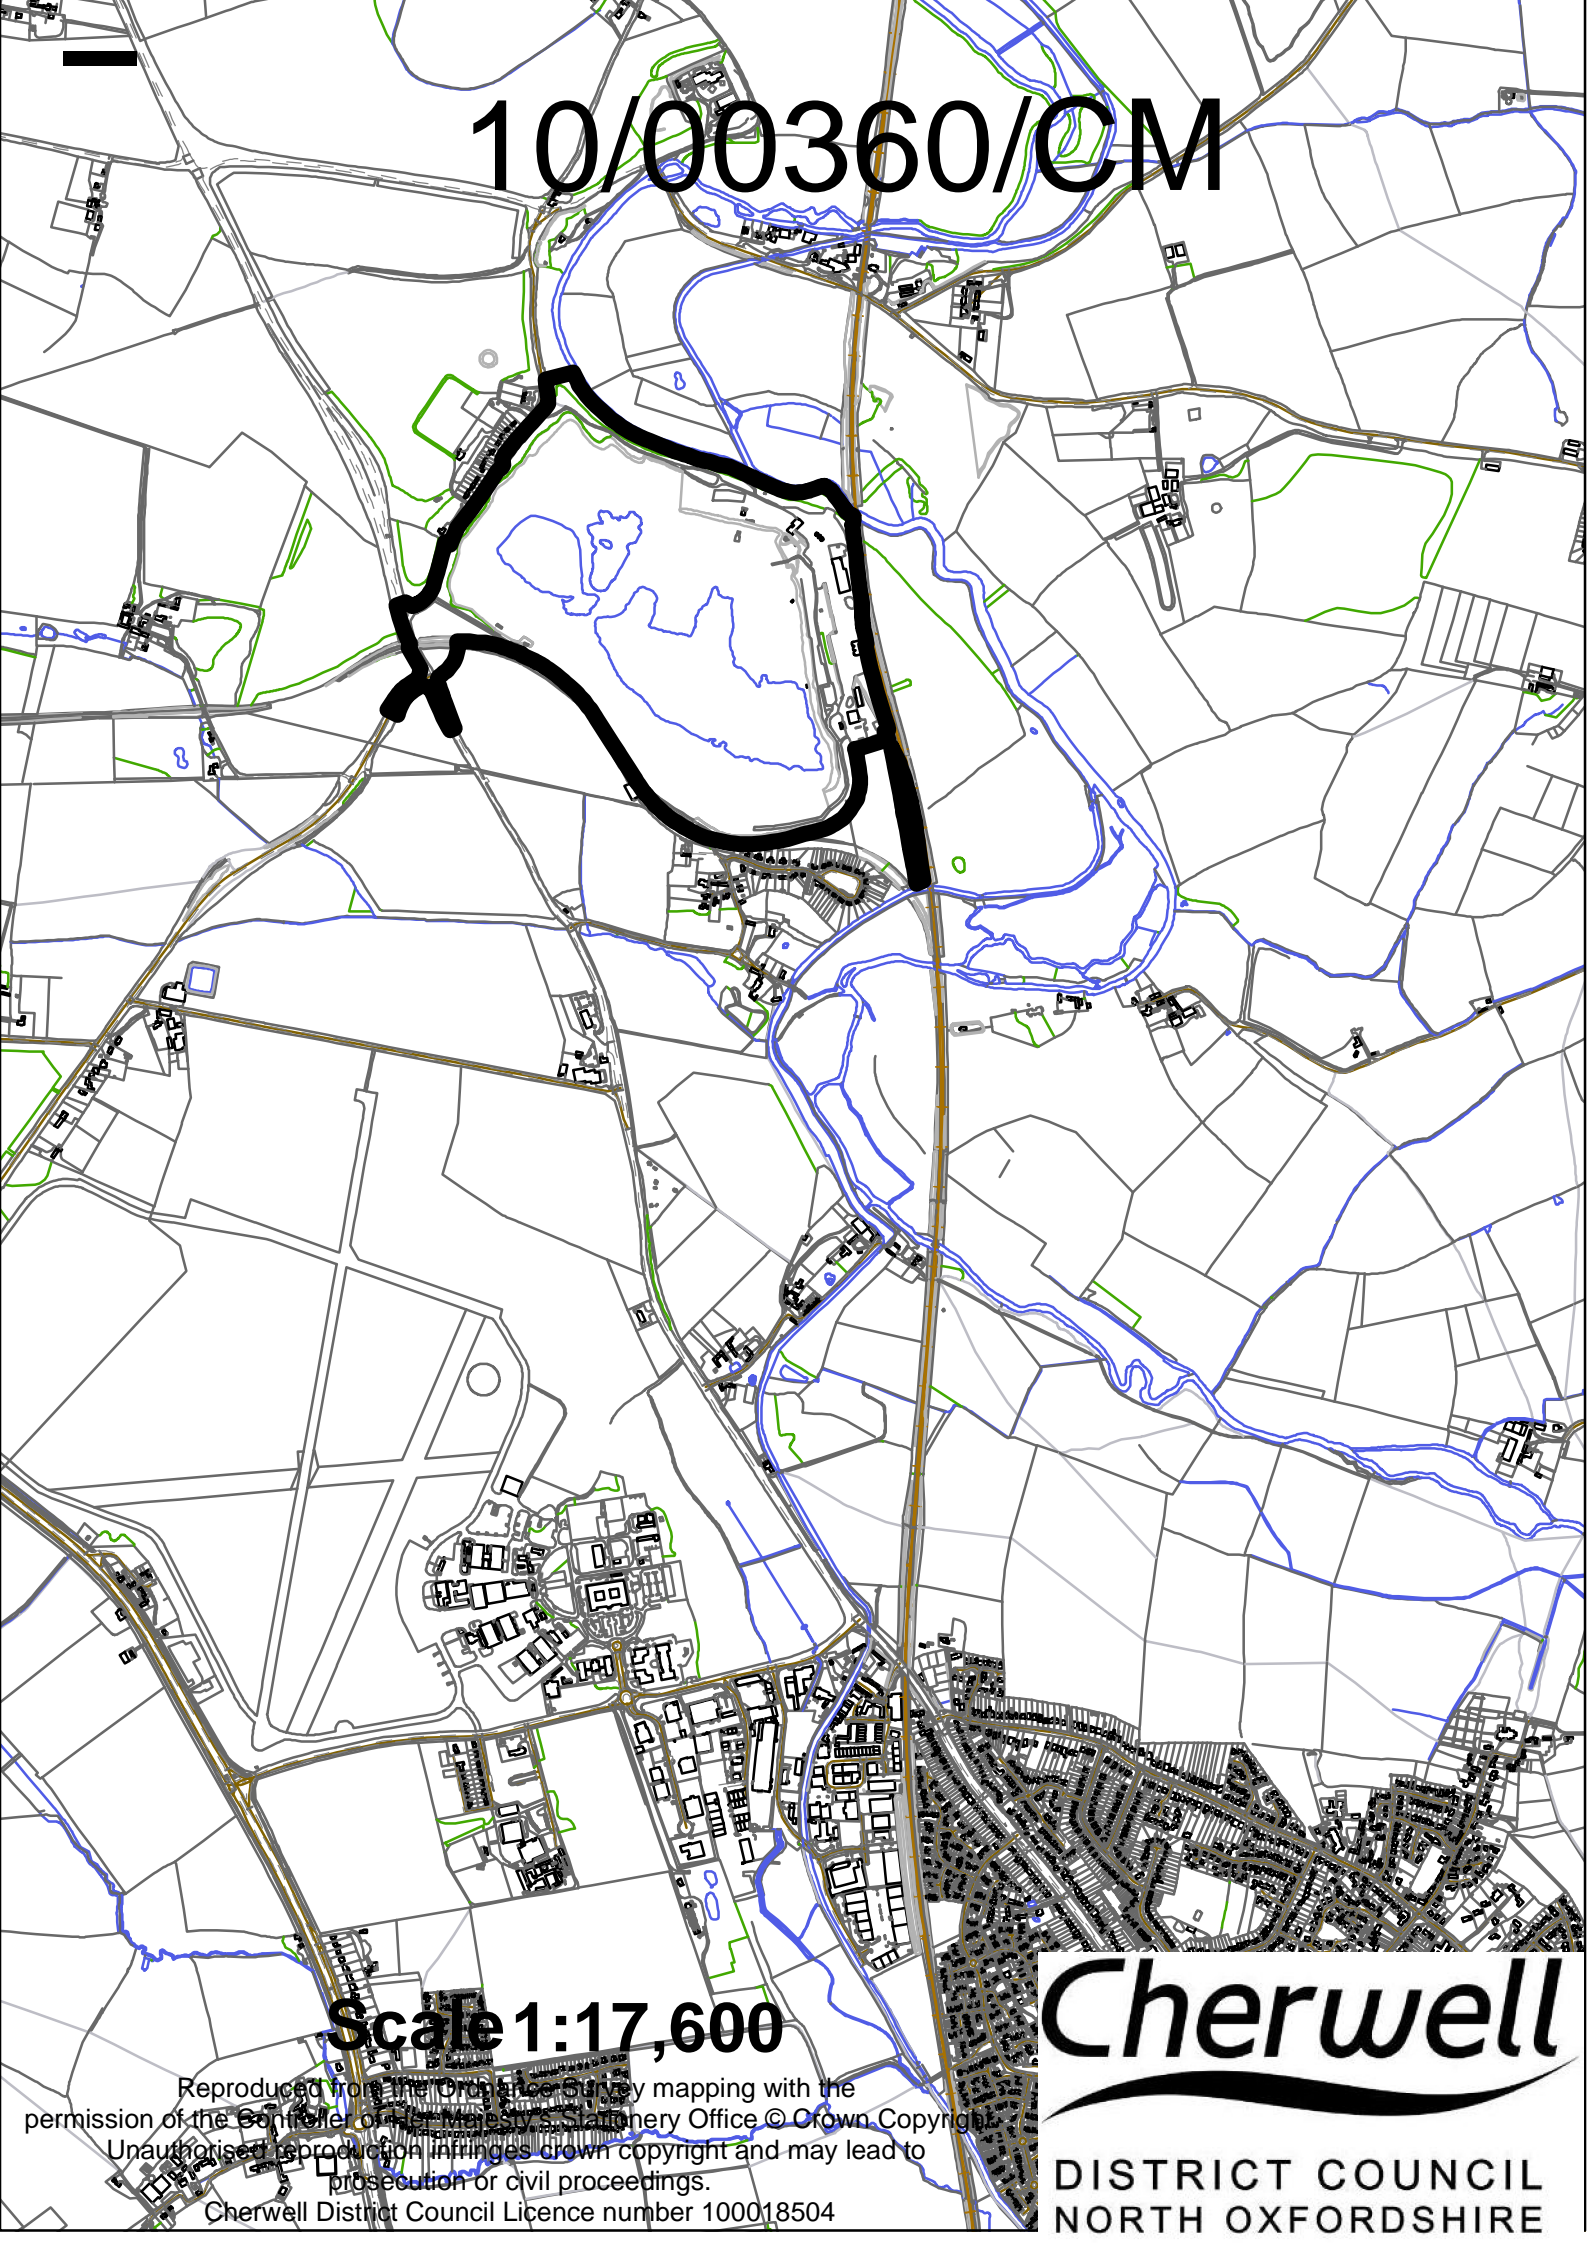 10/00360/CM
Scale 1:17,600
Reproduced from the Ordnance Survey mapping with the
permission of the Controller of Her Majesty's Stationery Office © Crown Copyright.
Unauthorised reproduction infringes crown copyright and may lead to
prosecution or civil proceedings.
Cherwell District Council Licence number 100018504
Cherwell
DISTRICT COUNCIL
NORTH OXFORDSHIRE